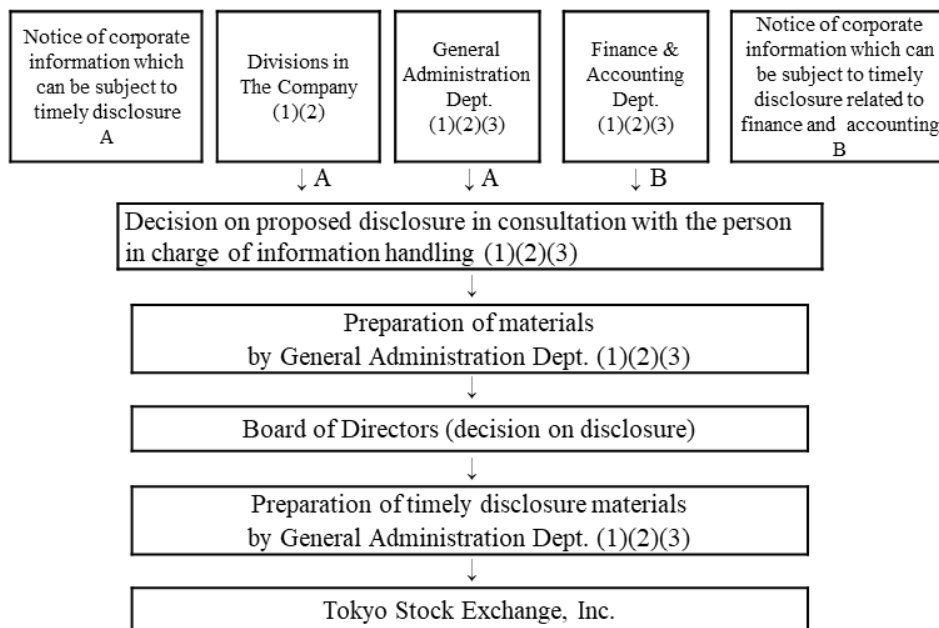 Notice of corporate
information which
can be subject to
timely disclosure
A
Divisions in
The Company
(1)(2)
General
Administration
Dept.
(1)(2)(3)
Finance &
Accounting
Dept.
(1)(2)(3)
Notice of corporate
information which can
be subject to timely
disclosure related to
finance and accounting
B
↓ A
↓ A
↓ B
Decision on proposed disclosure in consultation with the person
in charge of information handling (1)(2)(3)
↓
Preparation of materials
by General Administration Dept. (1)(2)(3)
↓
Board of Directors (decision on disclosure)
↓
Preparation of timely disclosure materials
by General Administration Dept. (1)(2)(3)
↓
Tokyo Stock Exchange, Inc.